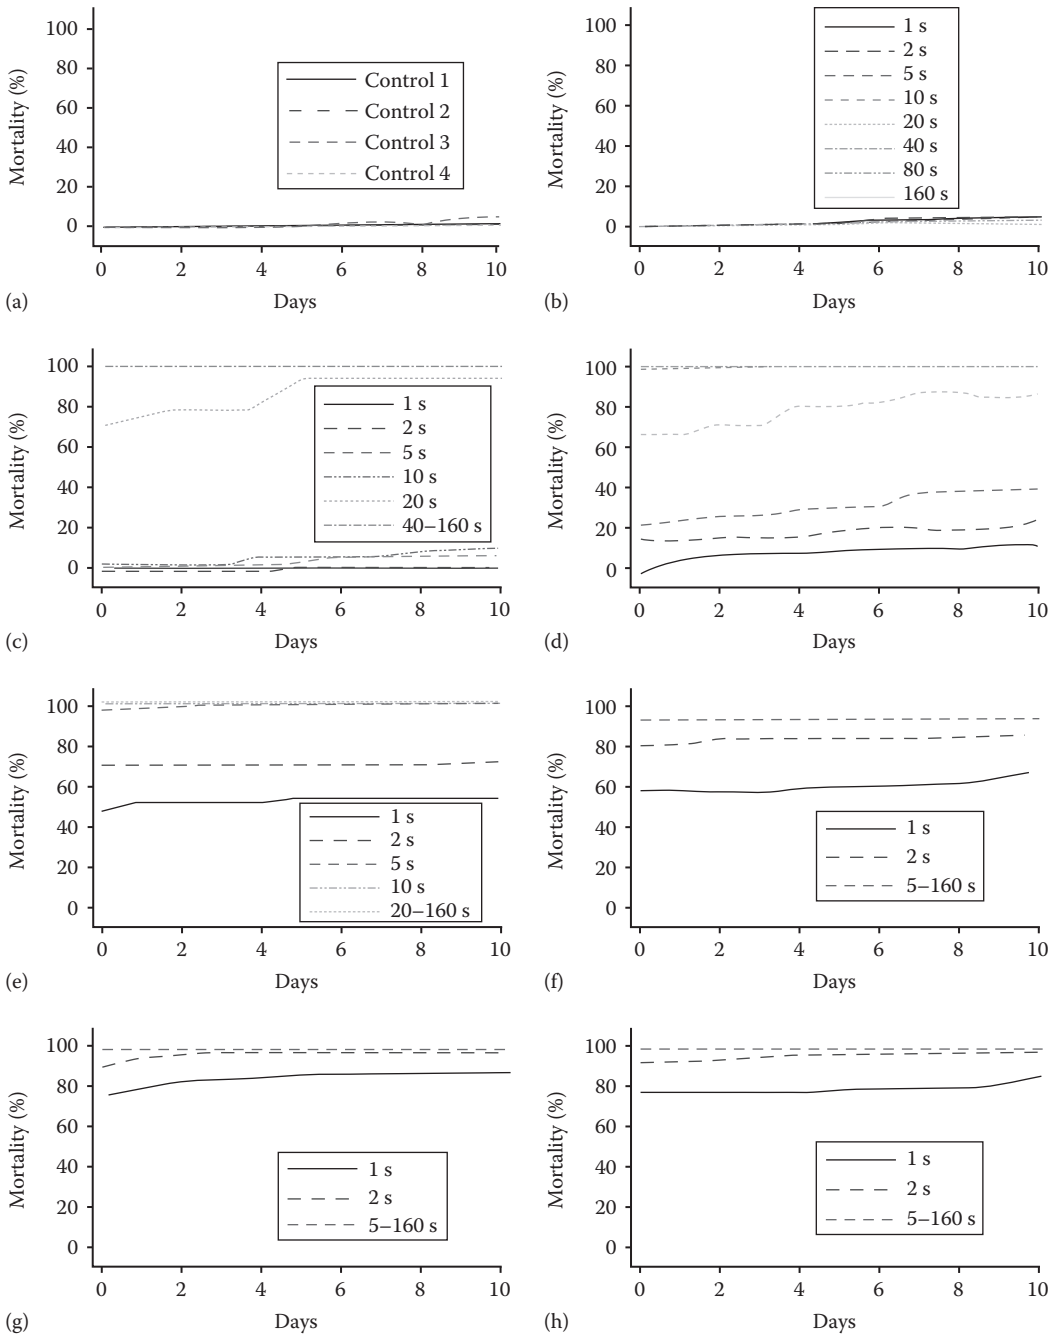 Mortality (%)
100
80
60
40
20
0
Control 1
Control 2
Control 3
Control 4
0 2 4 6 8 10
Days
(a)
Mortality (%)
100
80
60
40
20
0
1 s
2 s
5 s
10 s
20 s
40 s
80 s
160 s
0 2 4 6 8 10
Days
(b)
Mortality (%)
100
80
60
40
20
0
1 s
2 s
5 s
10 s
20 s
40–160 s
0 2 4 6 8 10
Days
(c)
Mortality (%)
100
80
60
40
20
0
0 2 4 6 8 10
Days
(d)
Mortality (%)
100
80
60
40
20
0
1 s
2 s
5 s
10 s
20–160 s
0 2 4 6 8 10
Days
(e)
Mortality (%)
100
80
60
40
20
0
1 s
2 s
5–160 s
0 2 4 6 8 10
Days
(f)
Mortality (%)
100
80
60
40
20
0
1 s
2 s
5–160 s
0 2 4 6 8 10
Days
(g)
Mortality (%)
100
80
60
40
20
0
1 s
2 s
5–160 s
0 2 4 6 8 10
Days
(h)